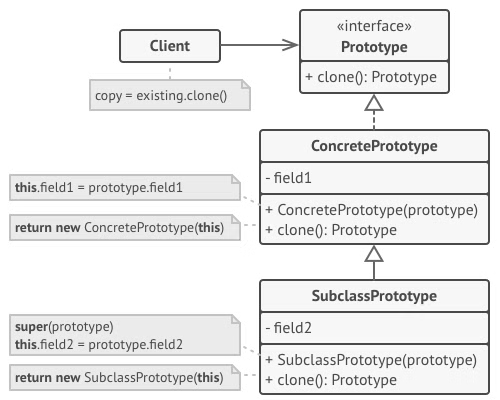 «interface»
Client
Prototype
+ clone(): Prototype
copy = existing.clone()
ConcretePrototype
- field1
this.field1 = prototype.field1
+ ConcretePrototype(prototype)
return new ConcretePrototype(this)
+ clone(): Prototype
SubclassPrototype
super(prototype)
- field2
this.field2 = prototype.field2
+ SubclassPrototype(prototype)
return new SubclassPrototype(this)
+ clone(): Prototype